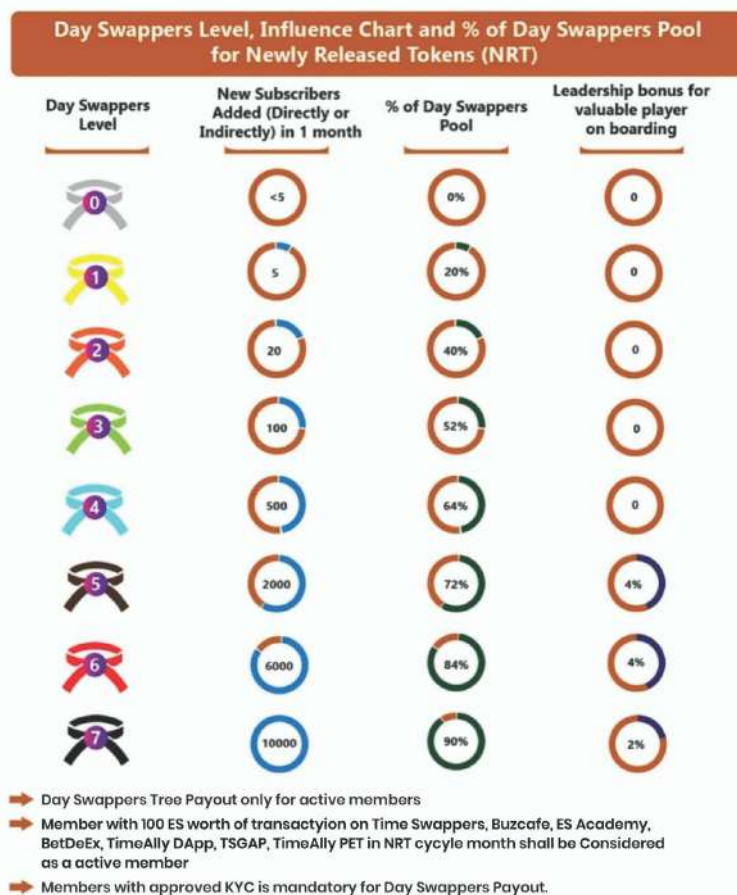 Day Swappers Level, Influence Chart and % of Day Swappers Pool
for Newly Released Tokens (NRT)
Day Swappers
Level
New Subscribers
Added (Directly or
Indirectly) in 1 month
% of Day Swappers
Pool
Leadership bonus for
valuable player
on boarding
0 <5 0% 0
1 5 20% 0
2 20 40% 0
3 100 52% 0
4 500 64% 0
5 2000 72% 4%
6 6000 84% 4%
7 10000 90% 2%
Day Swappers Tree Payout only for active members
Member with 100 ES worth of transactyion on Time Swappers, Buzcafe, ES Academy,
BetDeEx, TimeAlly DApp, TSGAP, TimeAlly PET in NRT cycyle month shall be Considered
as a active member
Members with approved KYC is mandatory for Day Swappers Payout.